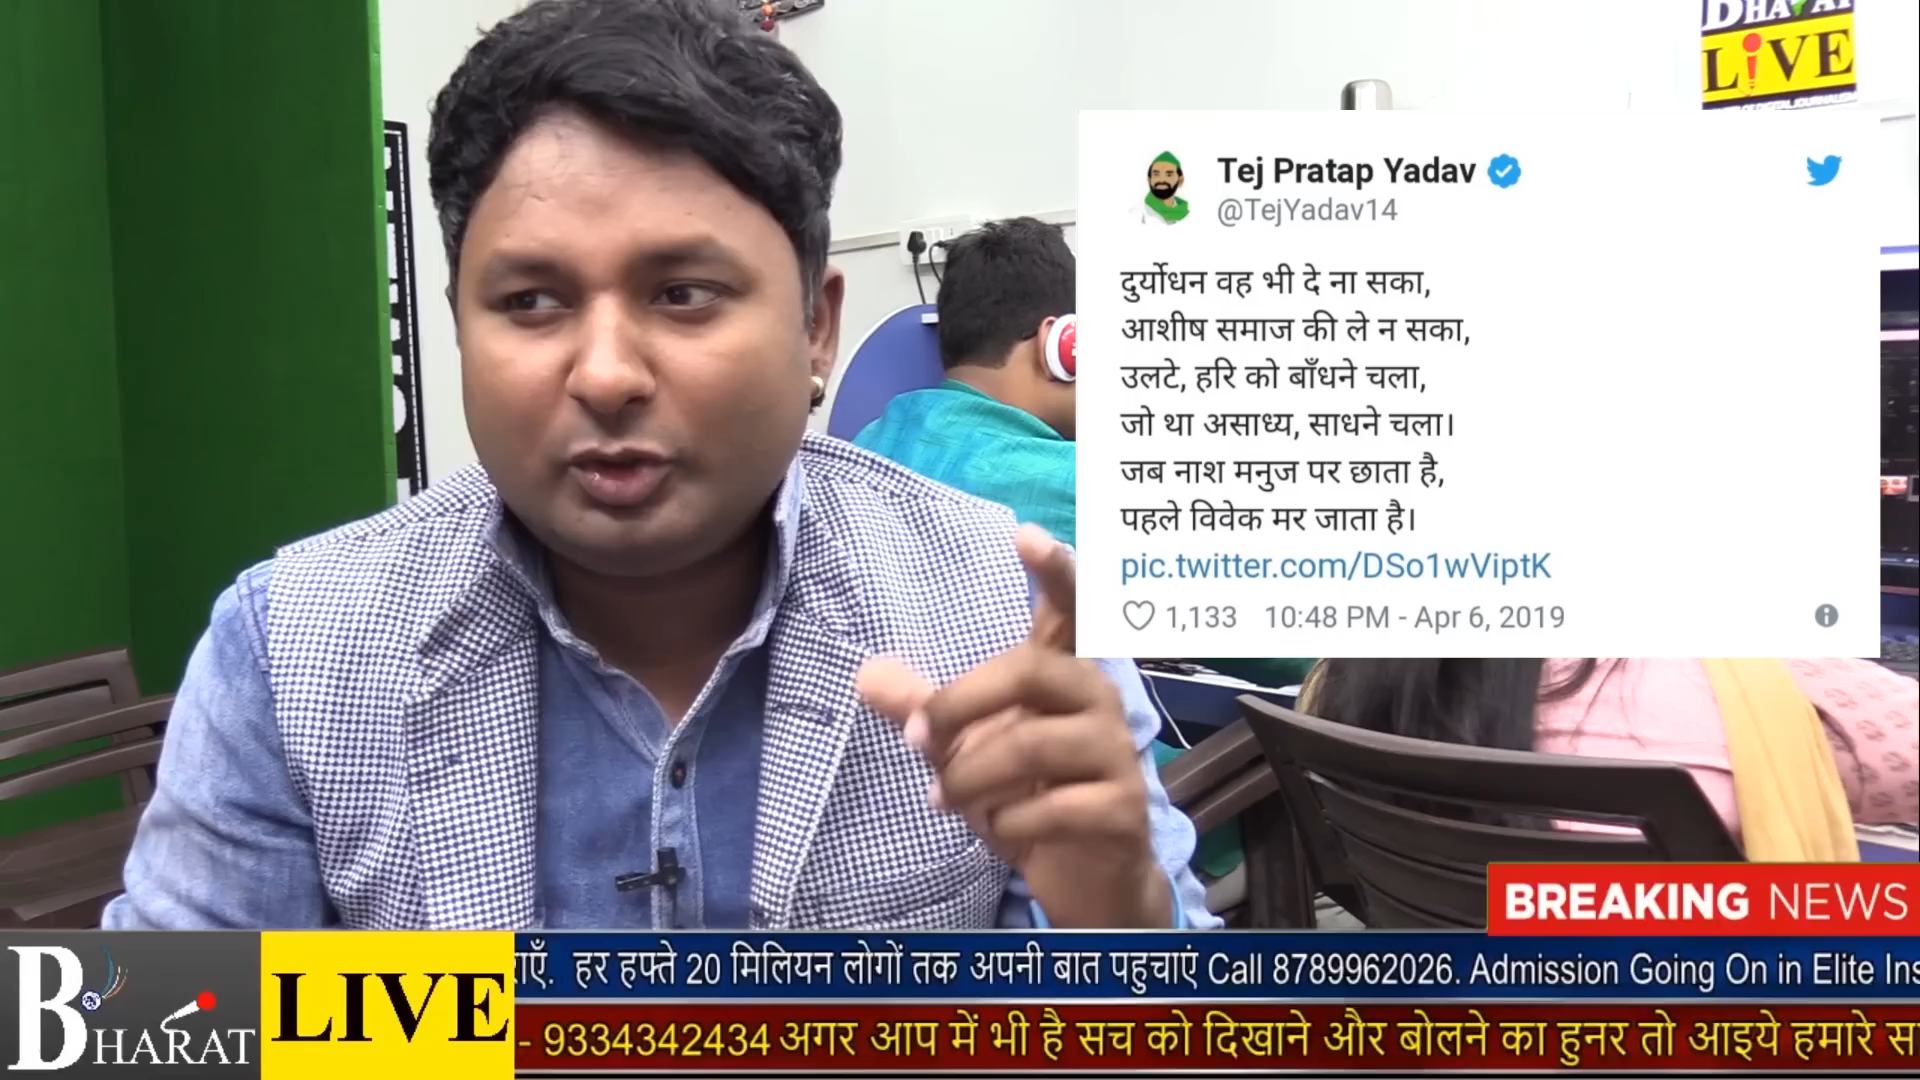 BHARAT
LIVE
Tej Pratap Yadav
@TejYadav14
दुर्योधन वह भी दे ना सका,
आशीष समाज की ले न सका,
उलटे, हरि को बाँधने चला,
जो था असाध्य, साधने चला।
जब नाश मनुज पर छाता है,
पहले विवेक मर जाता है।
pic.twitter.com/DSo1wViptK
1,133 10:48 PM - Apr 6, 2019
BREAKING NEWS
हर हफ्ते 20 मिलियन लोगों तक अपनी बात पहुचाएं Call 8789962026. Admission Going On in Elite
BHARAT LIVE
- 9334342434 अगर आप में भी है सच को दिखाने और बोलने का हुनर तो आइये हमारे